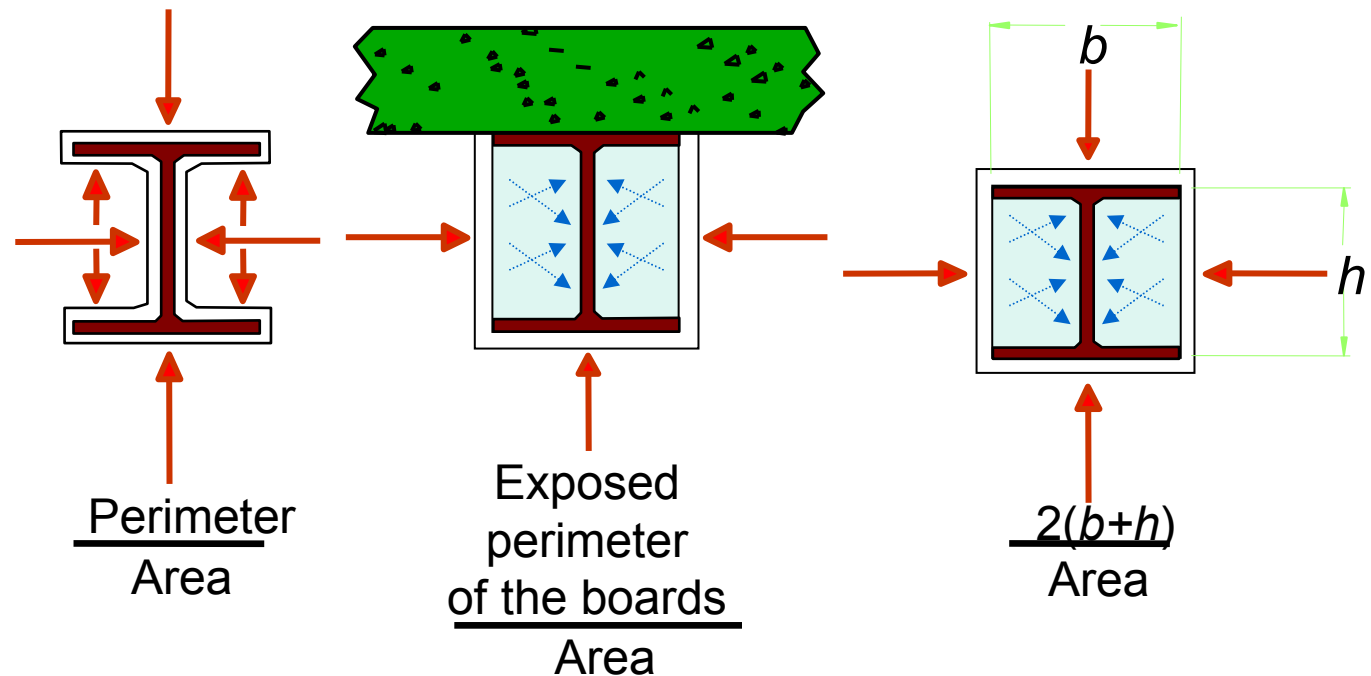 b
h
Perimeter
Area
Exposed
perimeter
of the boards
Area
2(b+h)
Area